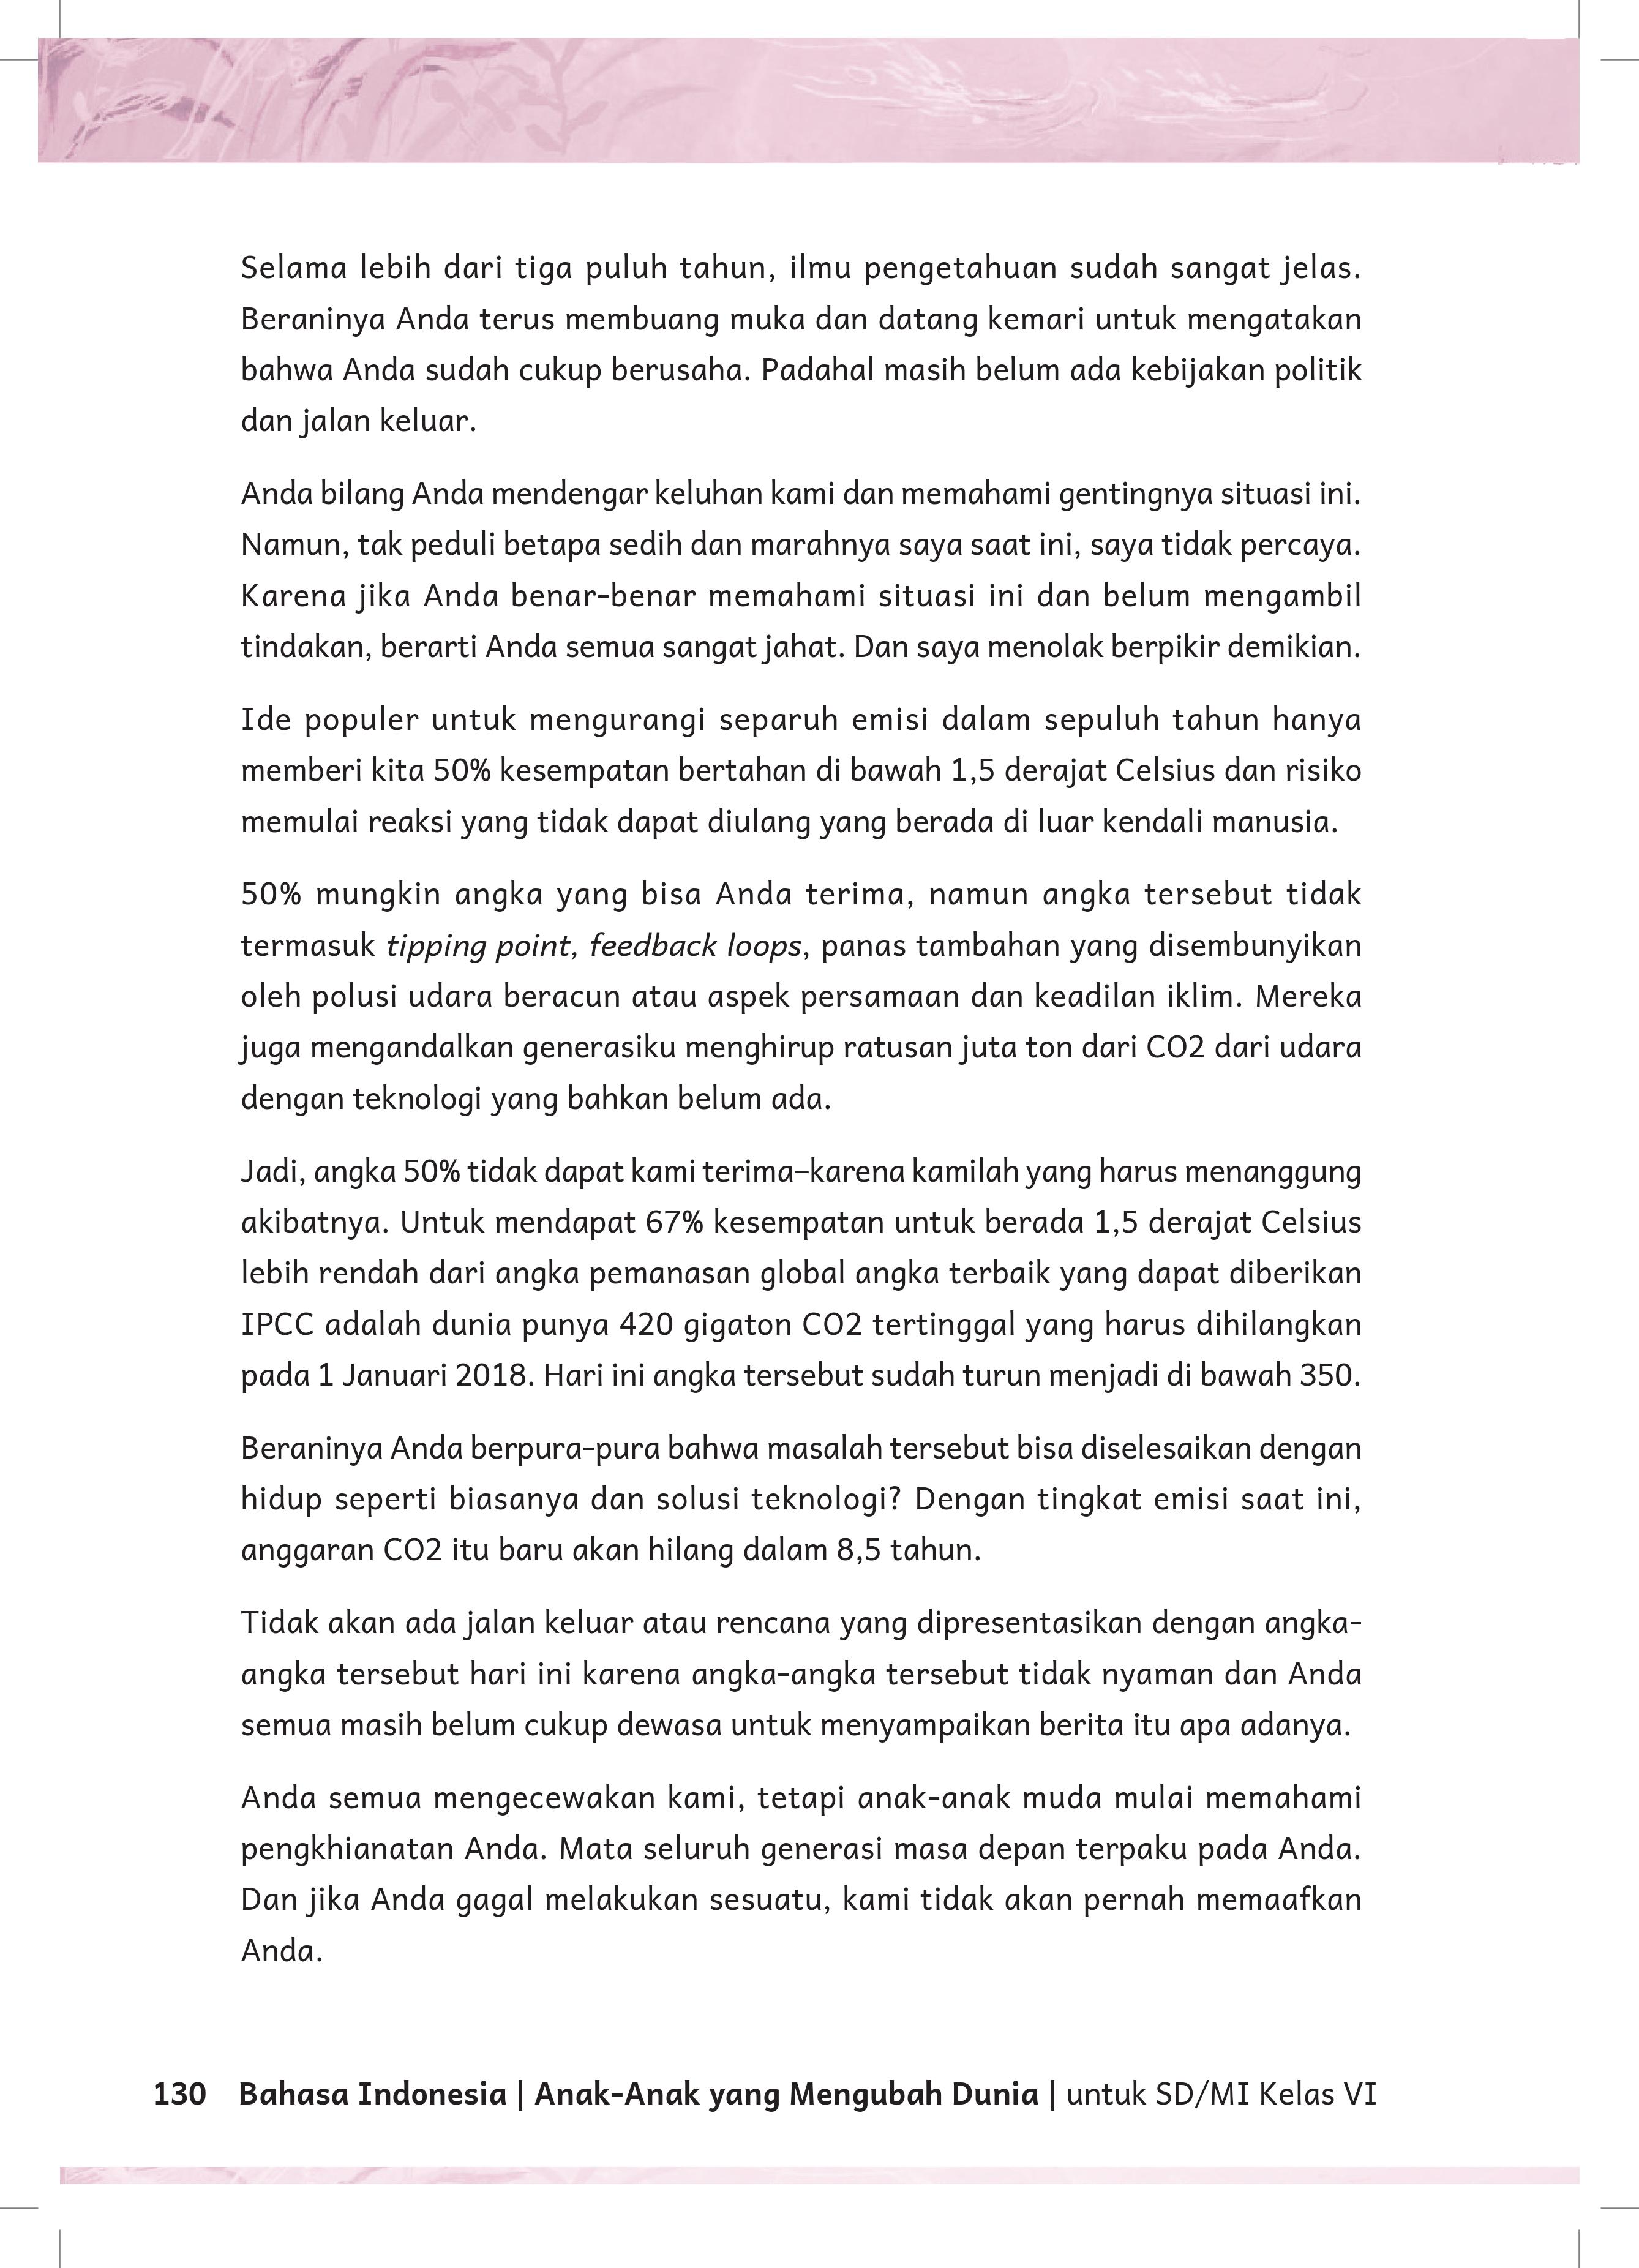 Selama lebih dari tiga puluh tahun, ilmu pengetahuan sudah sangat jelas.
Beraninya Anda terus membuang muka dan datang kemari untuk mengatakan
bahwa Anda sudah cukup berusaha. Padahal masih belum ada kebijakan politik
dan jalan keluar.
Anda bilang Anda mendengar keluhan kami dan memahami gentingnya situasi ini.
Namun, tak peduli betapa sedih dan marahnya saya saat ini, saya tidak percaya.
Karena jika Anda benar-benar memahami situasi ini dan belum mengambil
tindakan, berarti Anda semua sangat jahat. Dan saya menolak berpikir demikian.
Ide populer untuk mengurangi separuh emisi dalam sepuluh tahun hanya
memberi kita 50% kesempatan bertahan di bawah 1,5 derajat Celsius dan risiko
memulai reaksi yang tidak dapat diulang yang berada di luar kendali manusia.
50% mungkin angka yang bisa Anda terima, namun angka tersebut tidak
termasuk tipping point, feedback loops, panas tambahan yang disembunyikan
oleh polusi udara beracun atau aspek persamaan dan keadilan iklim. Mereka
juga mengandalkan generasiku menghirup ratusan juta ton dari CO2 dari udara
dengan teknologi yang bahkan belum ada.
Jadi, angka 50% tidak dapat kami terima–karena kamilah yang harus menanggung
akibatnya. Untuk mendapat 67% kesempatan untuk berada 1,5 derajat Celsius
lebih rendah dari angka pemanasan global angka terbaik yang dapat diberikan
IPCC adalah dunia punya 420 gigaton CO2 tertinggal yang harus dihilangkan
pada 1 Januari 2018. Hari ini angka tersebut sudah turun menjadi di bawah 350.
Beraninya Anda berpura-pura bahwa masalah tersebut bisa diselesaikan dengan
hidup seperti biasanya dan solusi teknologi? Dengan tingkat emisi saat ini,
anggaran CO2 itu baru akan hilang dalam 8,5 tahun.
Tidak akan ada jalan keluar atau rencana yang dipresentasikan dengan angka-
angka tersebut hari ini karena angka-angka tersebut tidak nyaman dan Anda
semua masih belum cukup dewasa untuk menyampaikan berita itu apa adanya.
Anda semua mengecewakan kami, tetapi anak-anak muda mulai memahami
pengkhianatan Anda. Mata seluruh generasi masa depan terpaku pada Anda.
Dan jika Anda gagal melakukan sesuatu, kami tidak akan pernah memaafkan
Anda.
130 Bahasa Indonesia | Anak-Anak yang Mengubah Dunia | untuk SD/MI Kelas VI